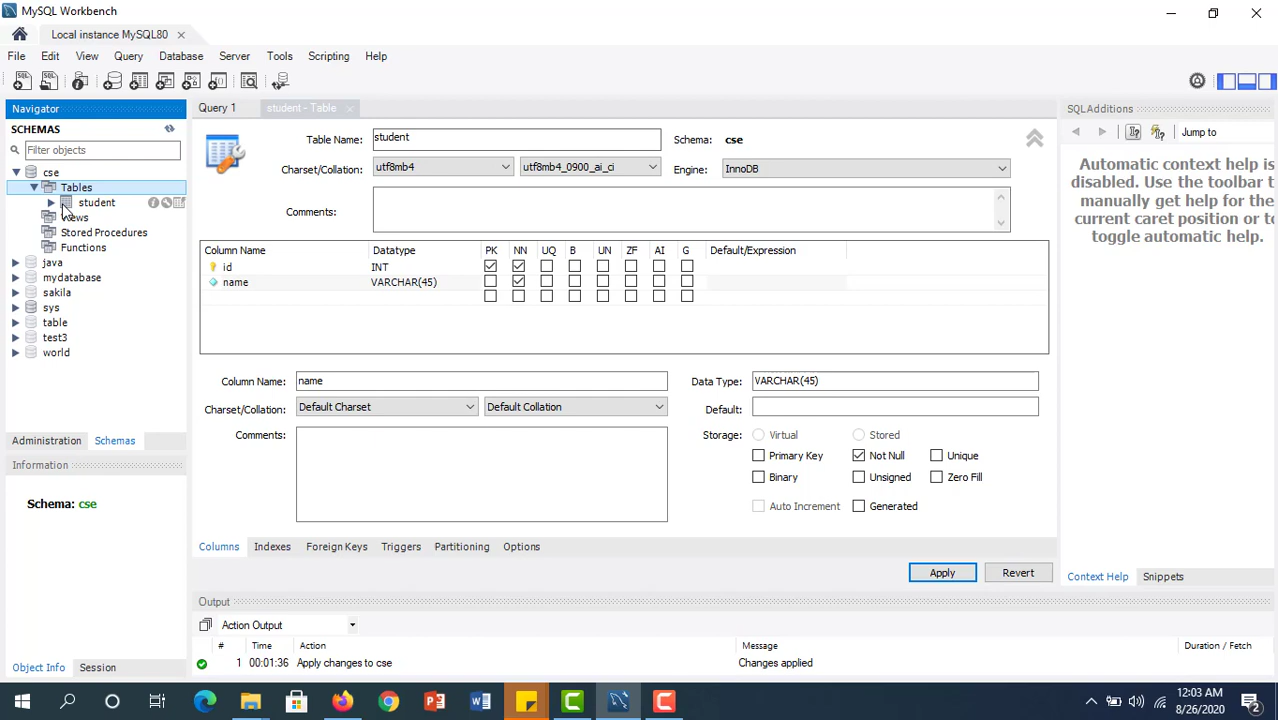 MySQL Workbench
Local instance MySQL80
File Edit View Query Database Server Tools Scripting Help
Navigator
SCHEMAS
Filter objects
cse
Tables
student
Views
Stored Procedures
Functions
java
mydatabase
sakila
sys
table
test3
world
Administration Schemas
Information
Schema: cse
Object Info Session
Query 1 student - Table
Table Name: student Schema: cse
Charset/Collation: utf8mb4 utf8mb4_0900_ai_ci Engine: InnoDB
Comments:
Column Name Datatype PK NN UQ B UN ZF AI G Default/Expression
id INT
name VARCHAR(45)
Column Name: name Data Type: VARCHAR(45)
Charset/Collation: Default Charset Default Collation Default:
Comments: Storage: Virtual Stored
Primary Key Not Null Unique
Binary Unsigned Zero Fill
Auto Increment Generated
Columns Indexes Foreign Keys Triggers Partitioning Options
Apply Revert
Output
Action Output
# Time Action Message Duration / Fetch
1 00:01:36 Apply changes to cse Changes applied
SQLAdditions
Jump to
Automatic context help is
disabled. Use the toolbar t
manually get help for the
current caret position or to
toggle automatic help.
Context Help Snippets
12:03 AM
8/26/2020
2